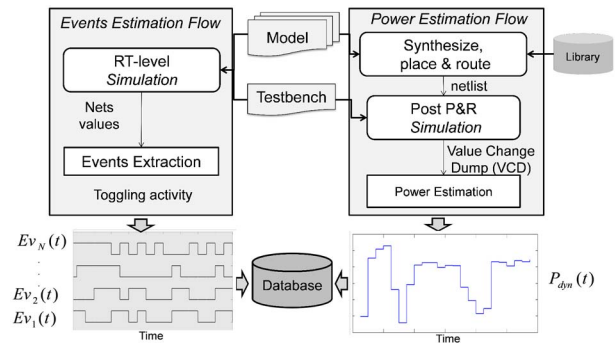 Events Estimation Flow
RT-level
Simulation
Nets
values
Events Extraction
Toggling activity
Model
Testbench
Power Estimation Flow
Synthesize,
place & route
netlist
Post P&R
Simulation
Value Change
Dump (VCD)
Power Estimation
Library
Ev_N(t)
.
.
Ev_2(t)
Ev_1(t)
Time
Database
P_dyn(t)
Time